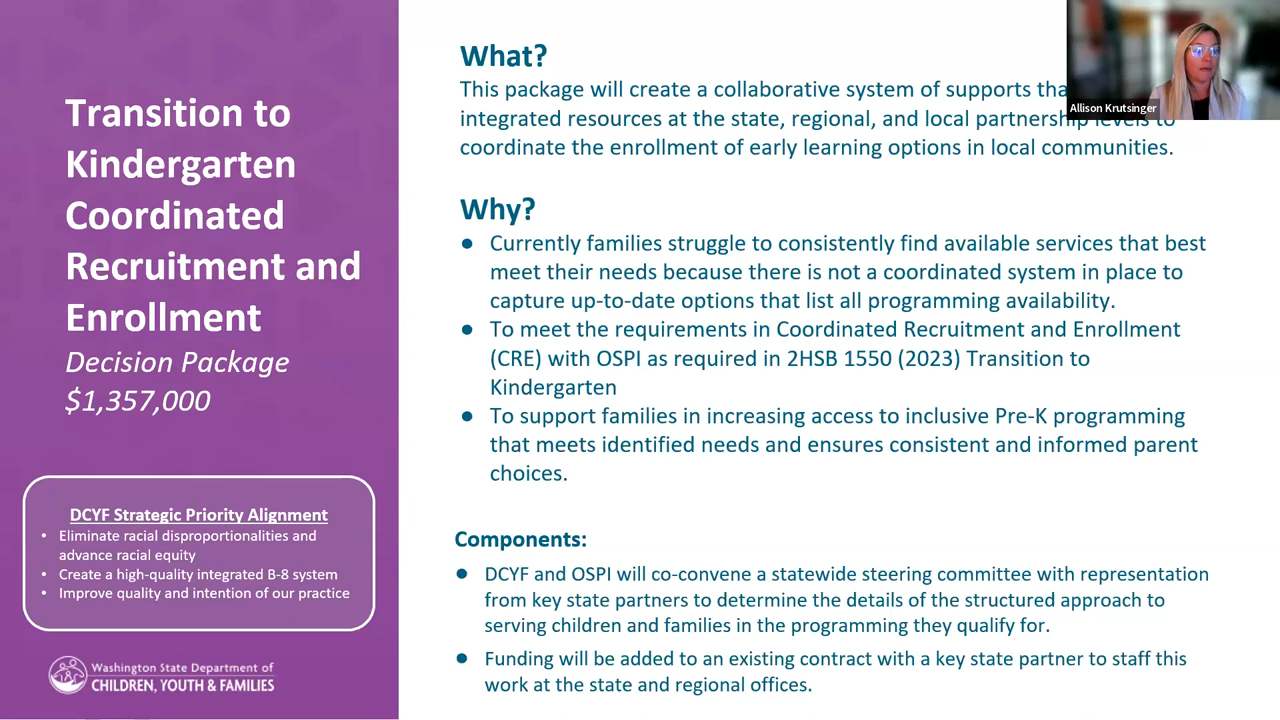 Transition to
Kindergarten
Coordinated
Recruitment and
Enrollment
Decision Package
$1,357,000
DCYF Strategic Priority Alignment
• Eliminate racial disproportionalities and
advance racial equity
• Create a high-quality integrated B-8 system
• Improve quality and intention of our practice
Washington State Department of
CHILDREN, YOUTH & FAMILIES
What?
This package will create a collaborative system of supports
integrated resources at the state, regional, and local partnership levels to
coordinate the enrollment of early learning options in local communities.
Why?
● Currently families struggle to consistently find available services that best
meet their needs because there is not a coordinated system in place to
capture up-to-date options that list all programming availability.
● To meet the requirements in Coordinated Recruitment and Enrollment
(CRE) with OSPI as required in 2HSB 1550 (2023) Transition to
Kindergarten
● To support families in increasing access to inclusive Pre-K programming
that meets identified needs and ensures consistent and informed parent
choices.
Components:
● DCYF and OSPI will co-convene a statewide steering committee with representation
from key state partners to determine the details of the structured approach to
serving children and families in the programming they qualify for.
● Funding will be added to an existing contract with a key state partner to staff this
work at the state and regional offices.
Allison Krutsinger